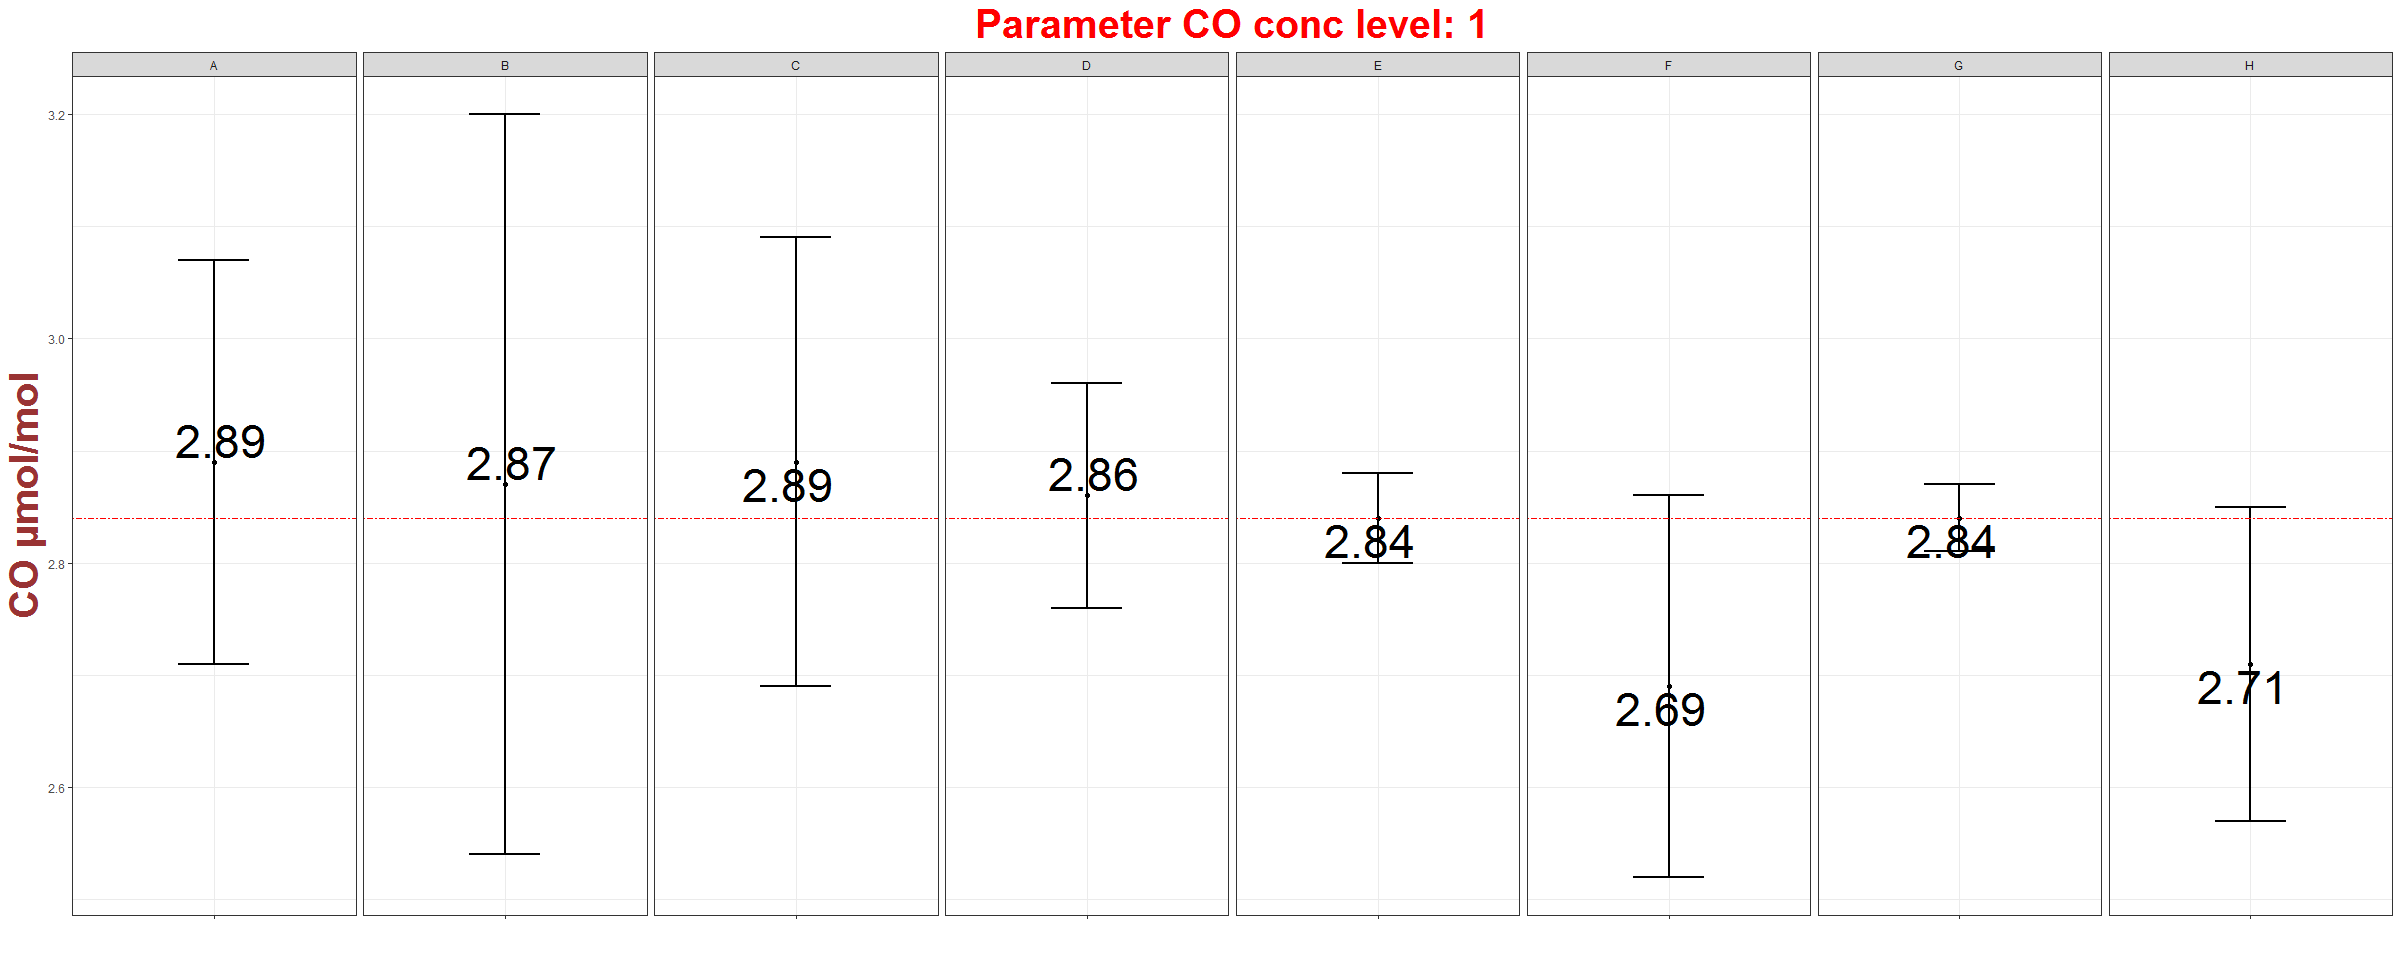 Parameter CO conc level: 1
A
B
C
D
E
F
G
H
CO µmol/mol
3.2
3.0
2.8
2.6
2.89
2.87
2.89
2.86
2.84
2.69
2.84
2.71